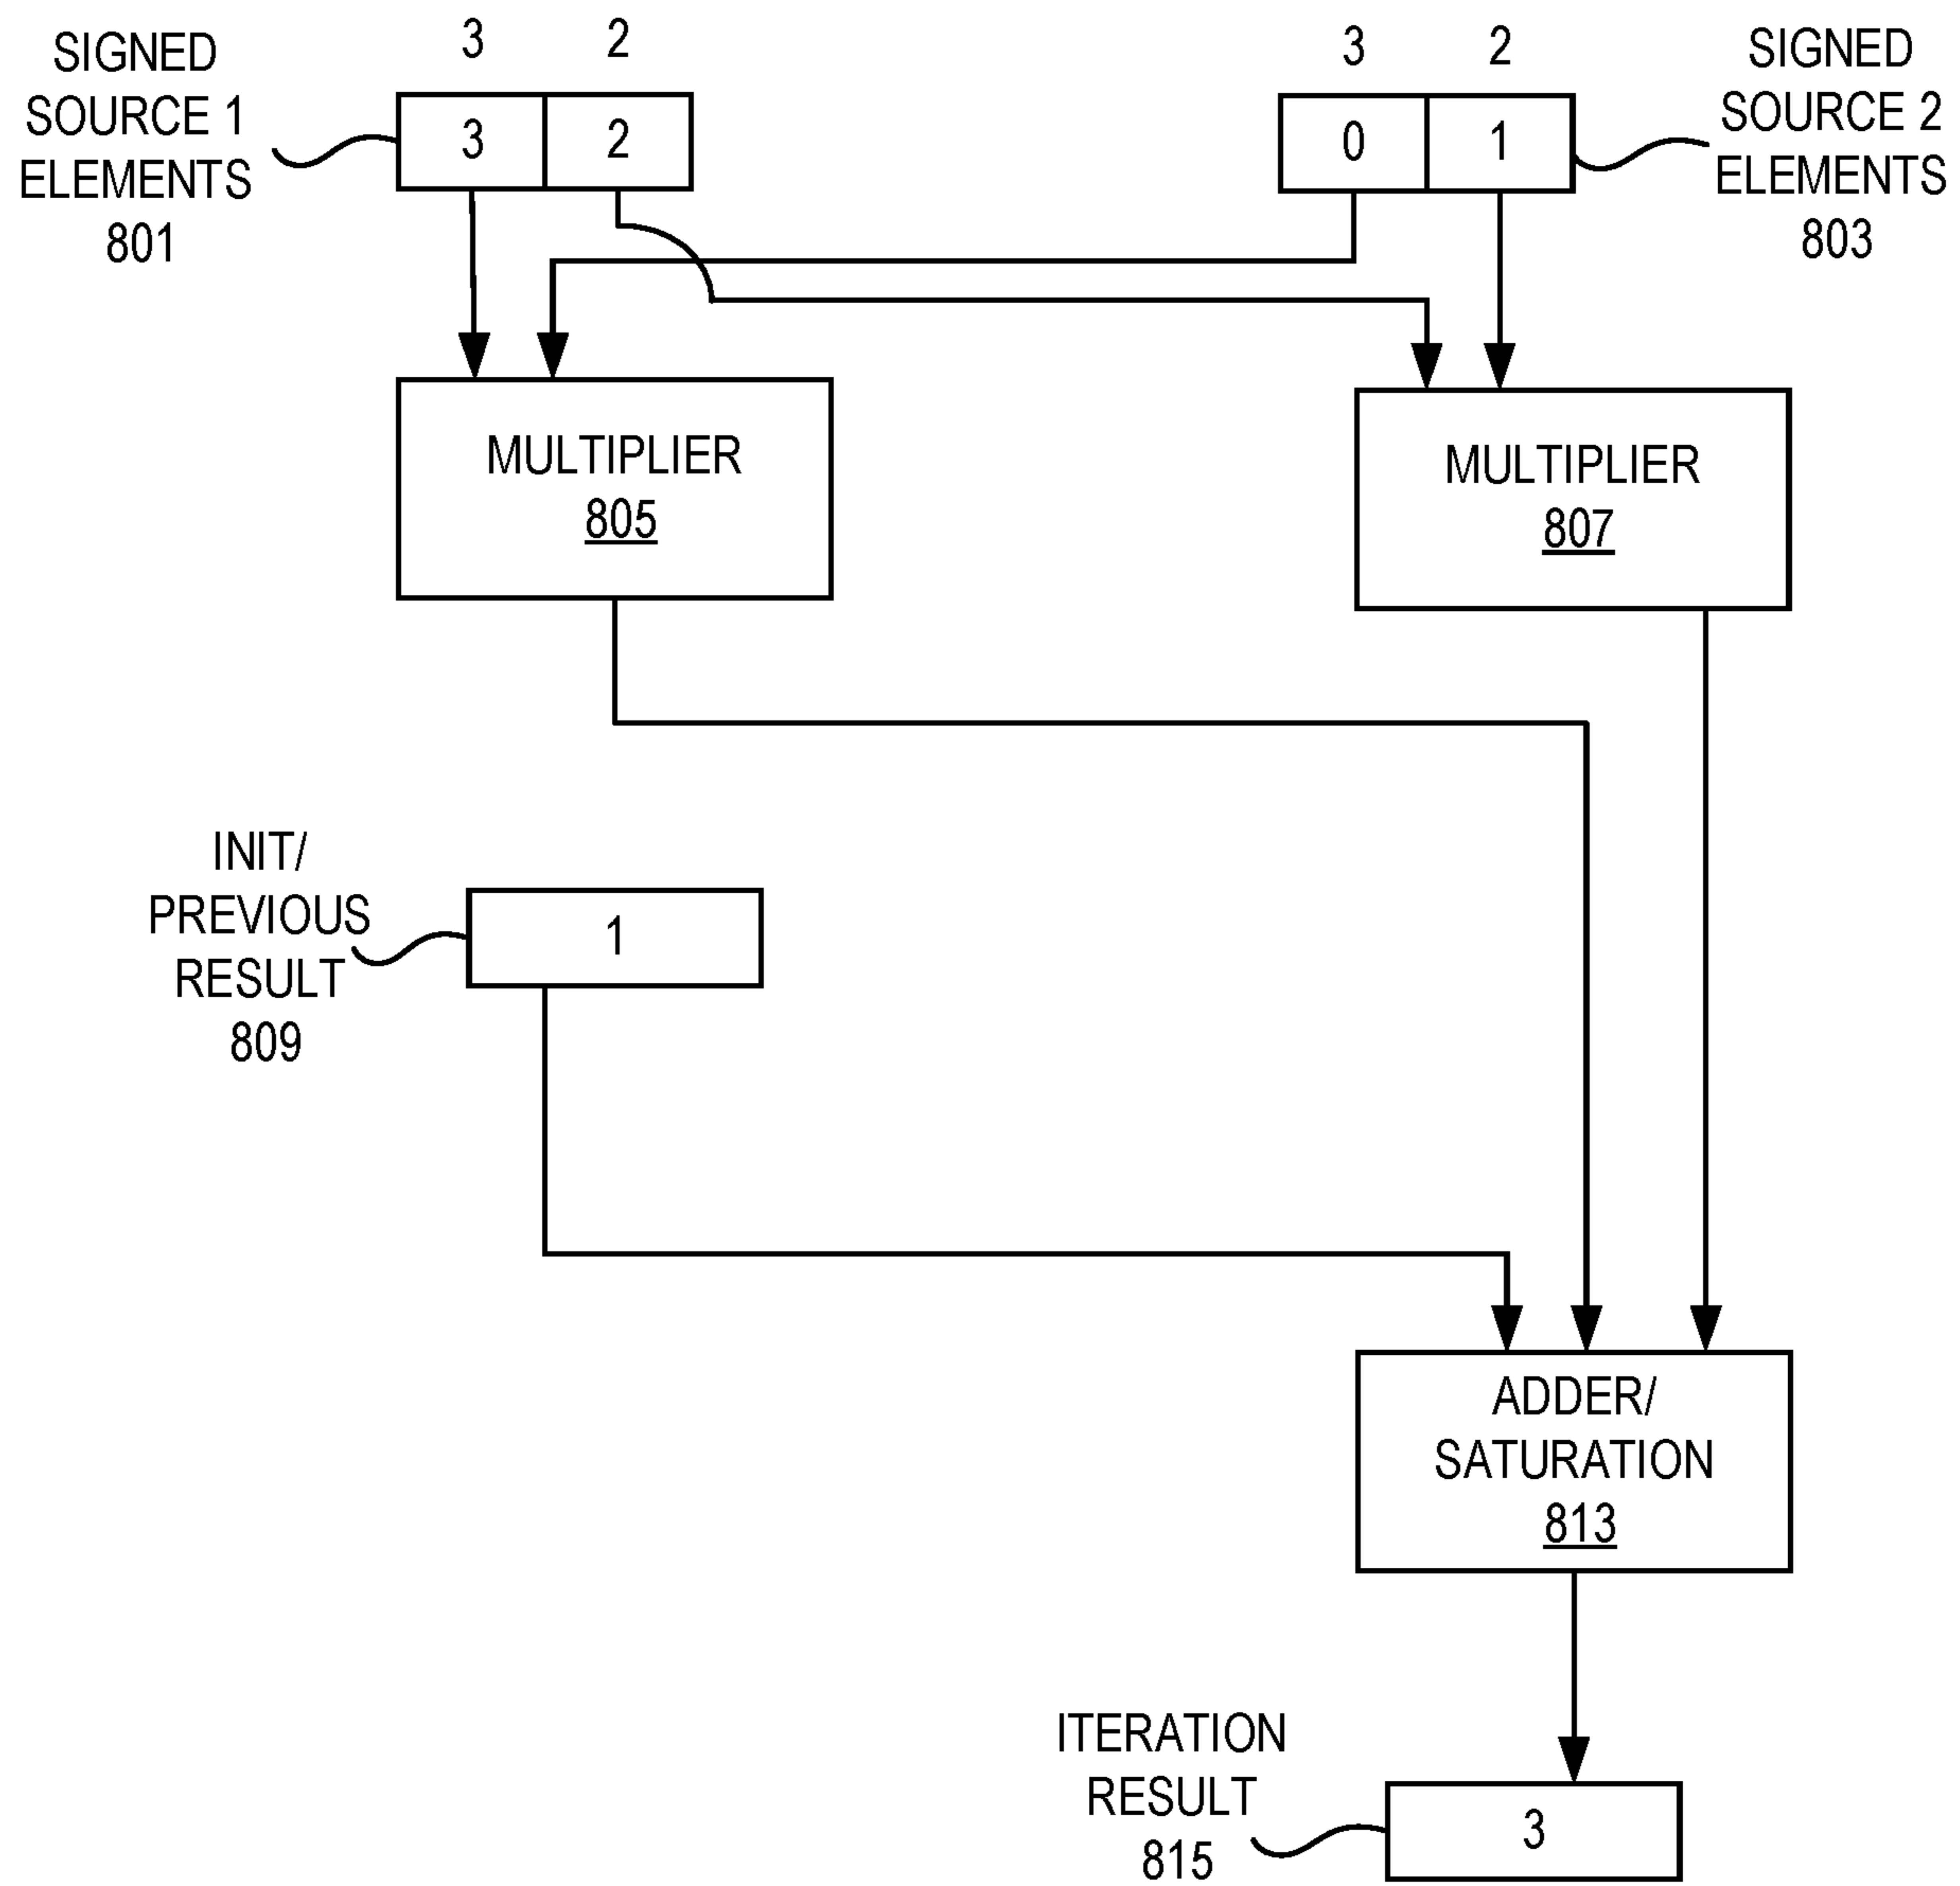 SIGNED
SOURCE 1
ELEMENTS
801
3 2
3 2
3 2
0 1
SIGNED
SOURCE 2
ELEMENTS
803
MULTIPLIER
805
MULTIPLIER
807
INIT/
PREVIOUS
RESULT
809
1
ADDER/
SATURATION
813
ITERATION
RESULT
815
3